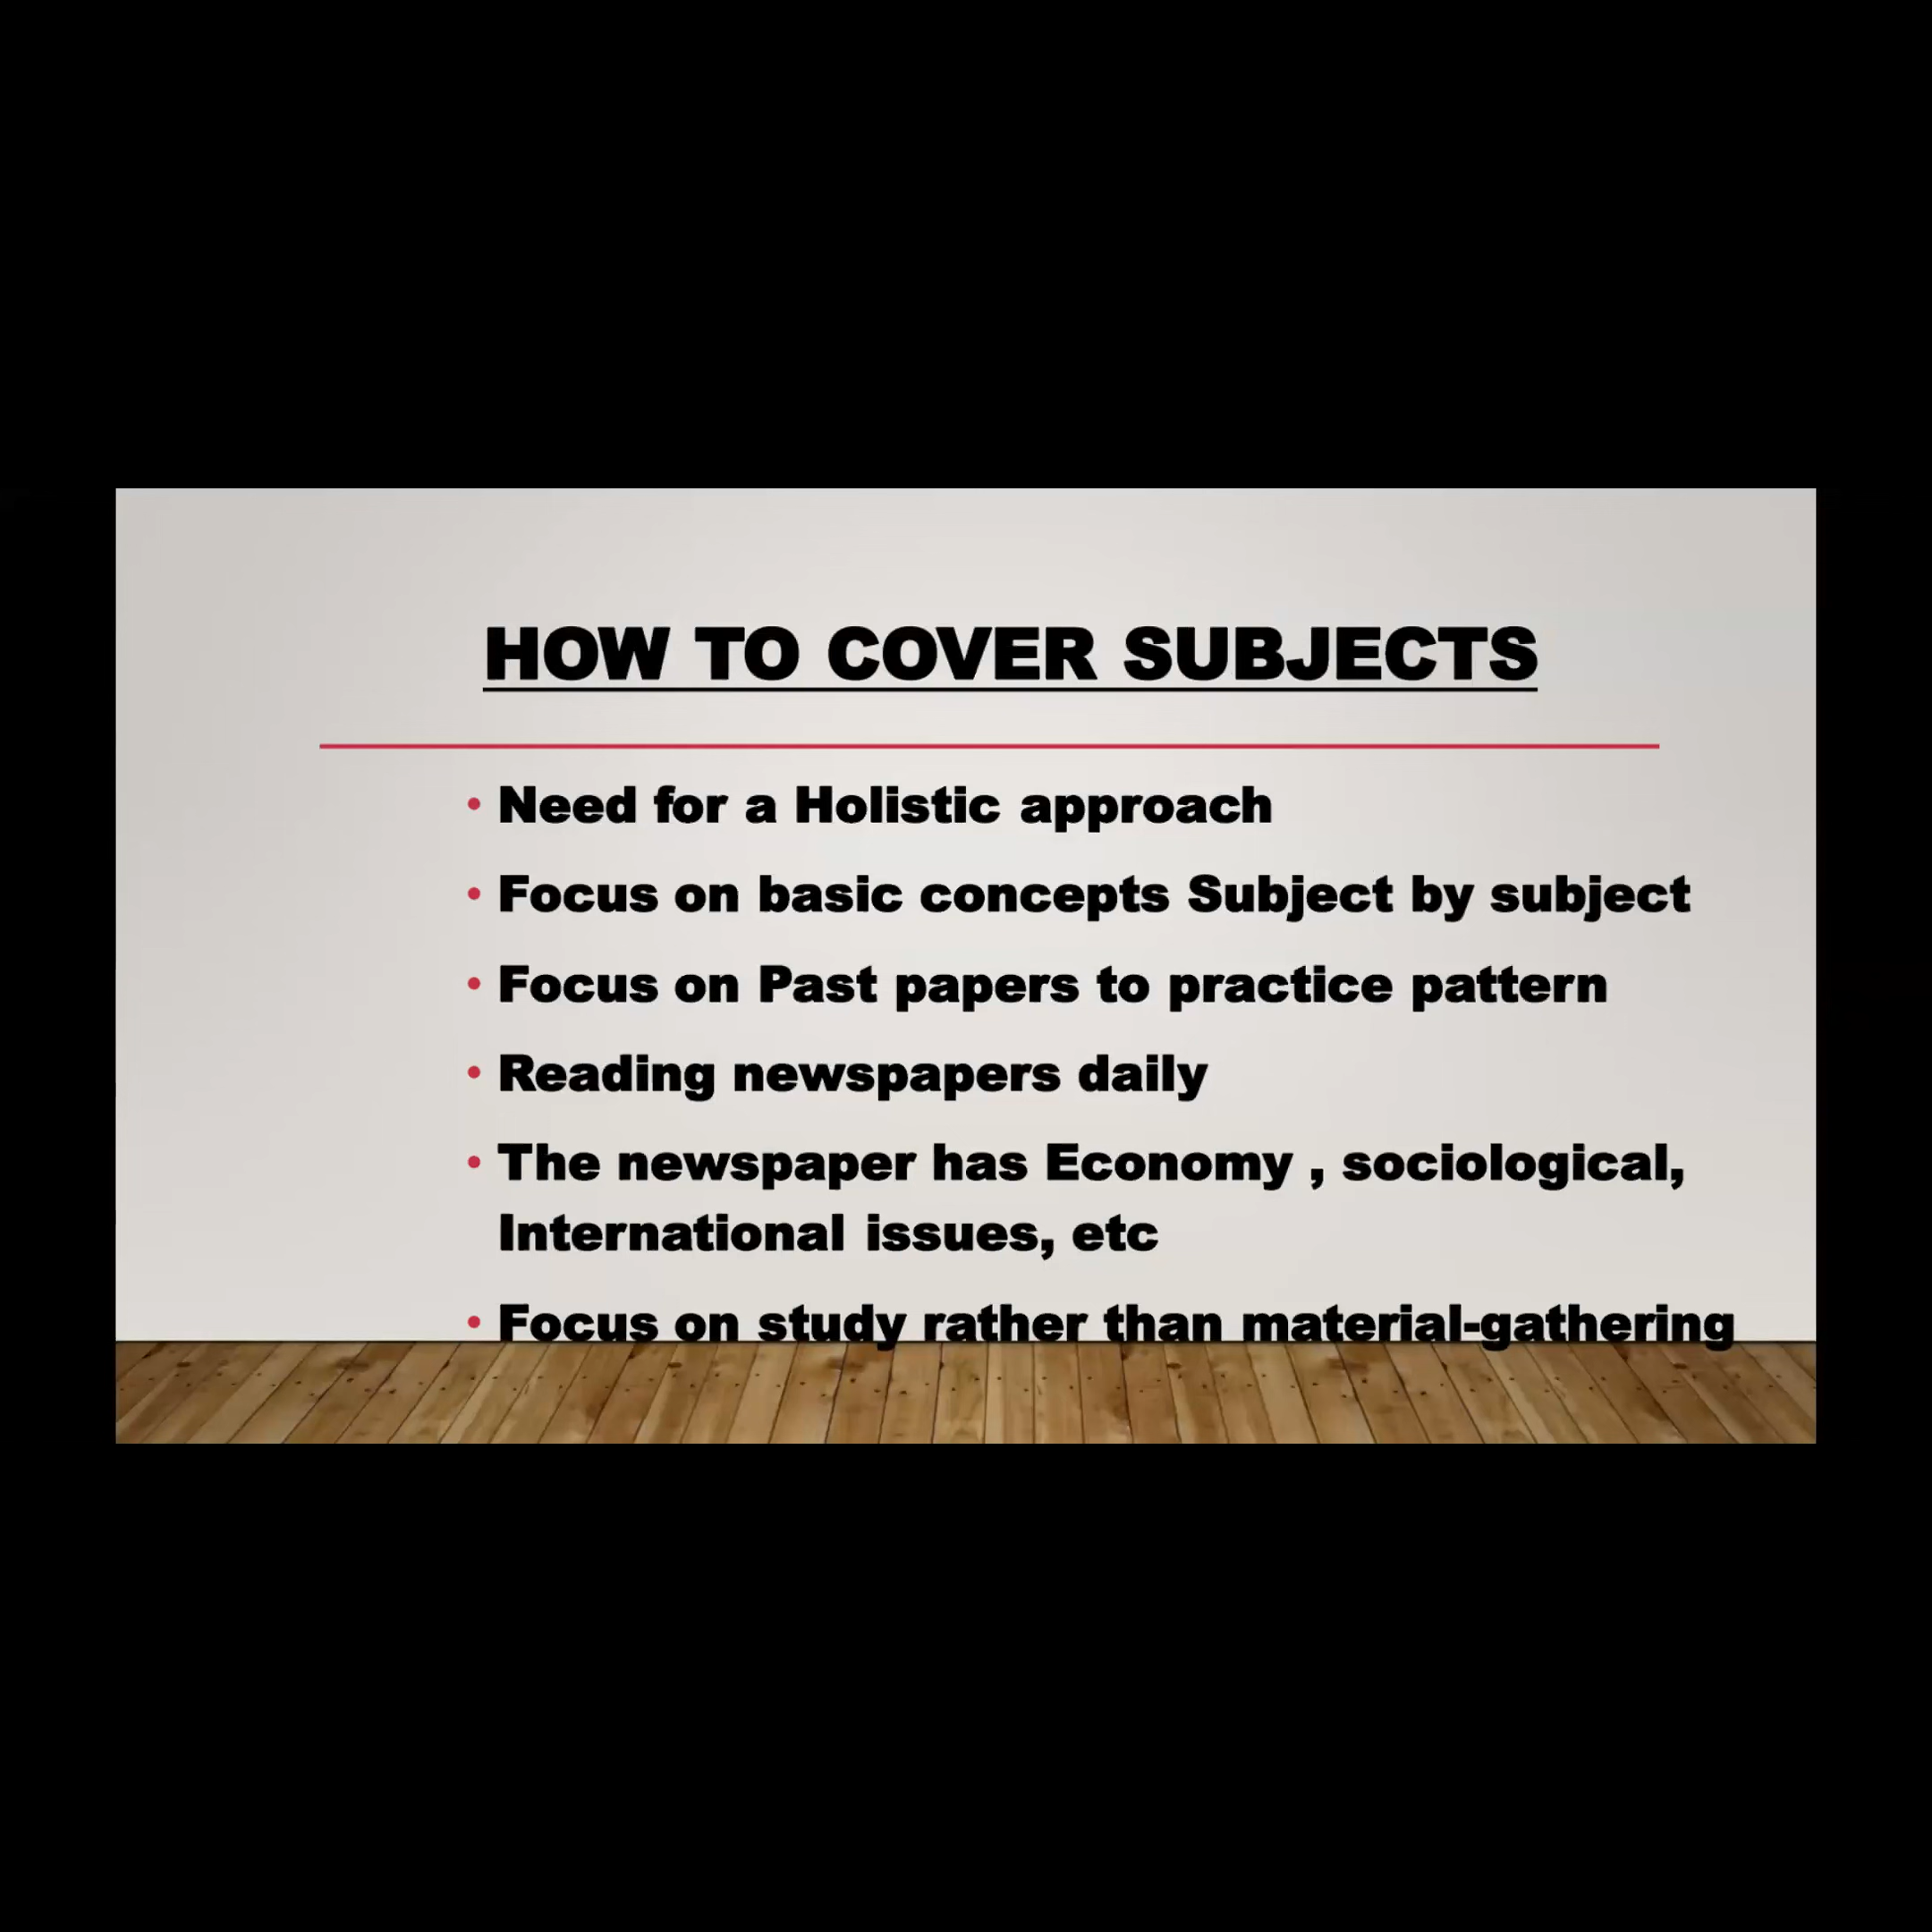 HOW TO COVER SUBJECTS
• Need for a Holistic approach
• Focus on basic concepts Subject by subject
• Focus on Past papers to practice pattern
• Reading newspapers daily
• The newspaper has Economy , sociological,
International issues, etc
• Focus on study rather than material-gathering